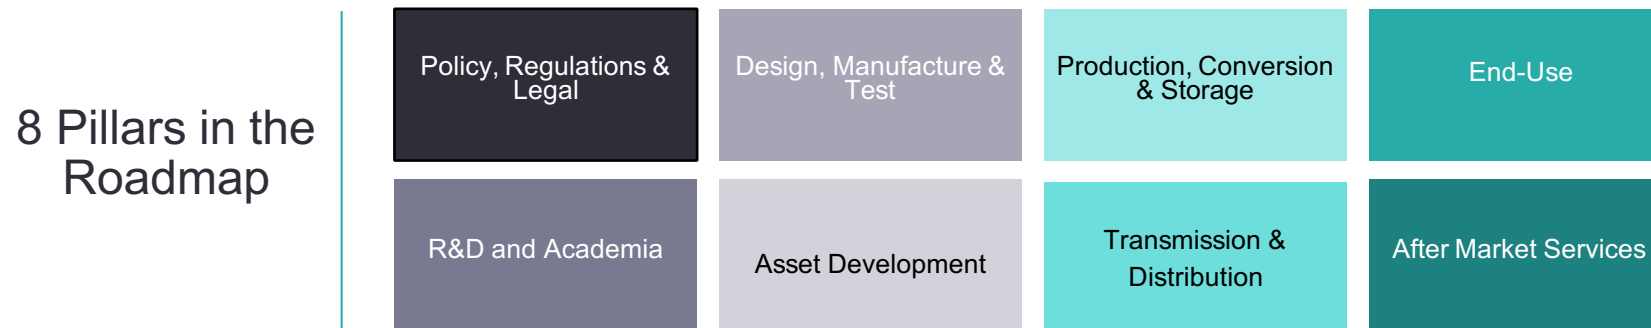 8 Pillars in the
Roadmap
Policy, Regulations &
Legal
Design, Manufacture &
Test
Production, Conversion
& Storage
End-Use
R&D and Academia
Asset Development
Transmission &
Distribution
After Market Services